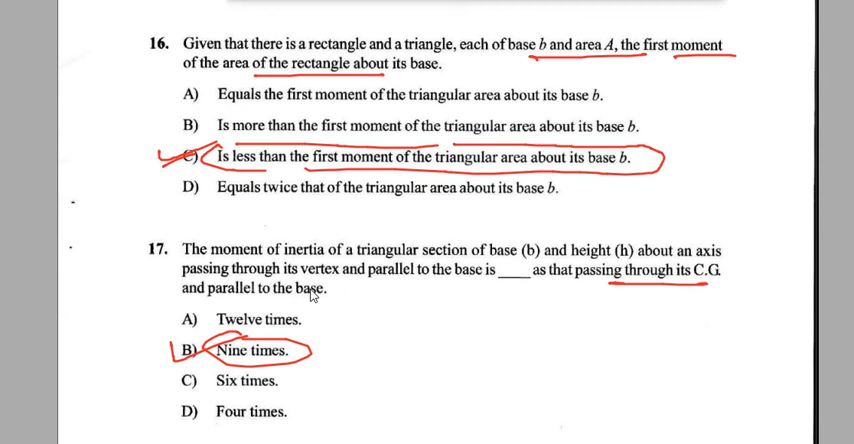 16. Given that there is a rectangle and a triangle, each of base b and area A, the first moment
of the area of the rectangle about its base.
A) Equals the first moment of the triangular area about its base b.
B) Is more than the first moment of the triangular area about its base b.
C) Is less than the first moment of the triangular area about its base b.
D) Equals twice that of the triangular area about its base b.
17. The moment of inertia of a triangular section of base (b) and height (h) about an axis
passing through its vertex and parallel to the base is ____ as that passing through its C.G.
and parallel to the base.
A) Twelve times.
B) Nine times.
C) Six times.
D) Four times.